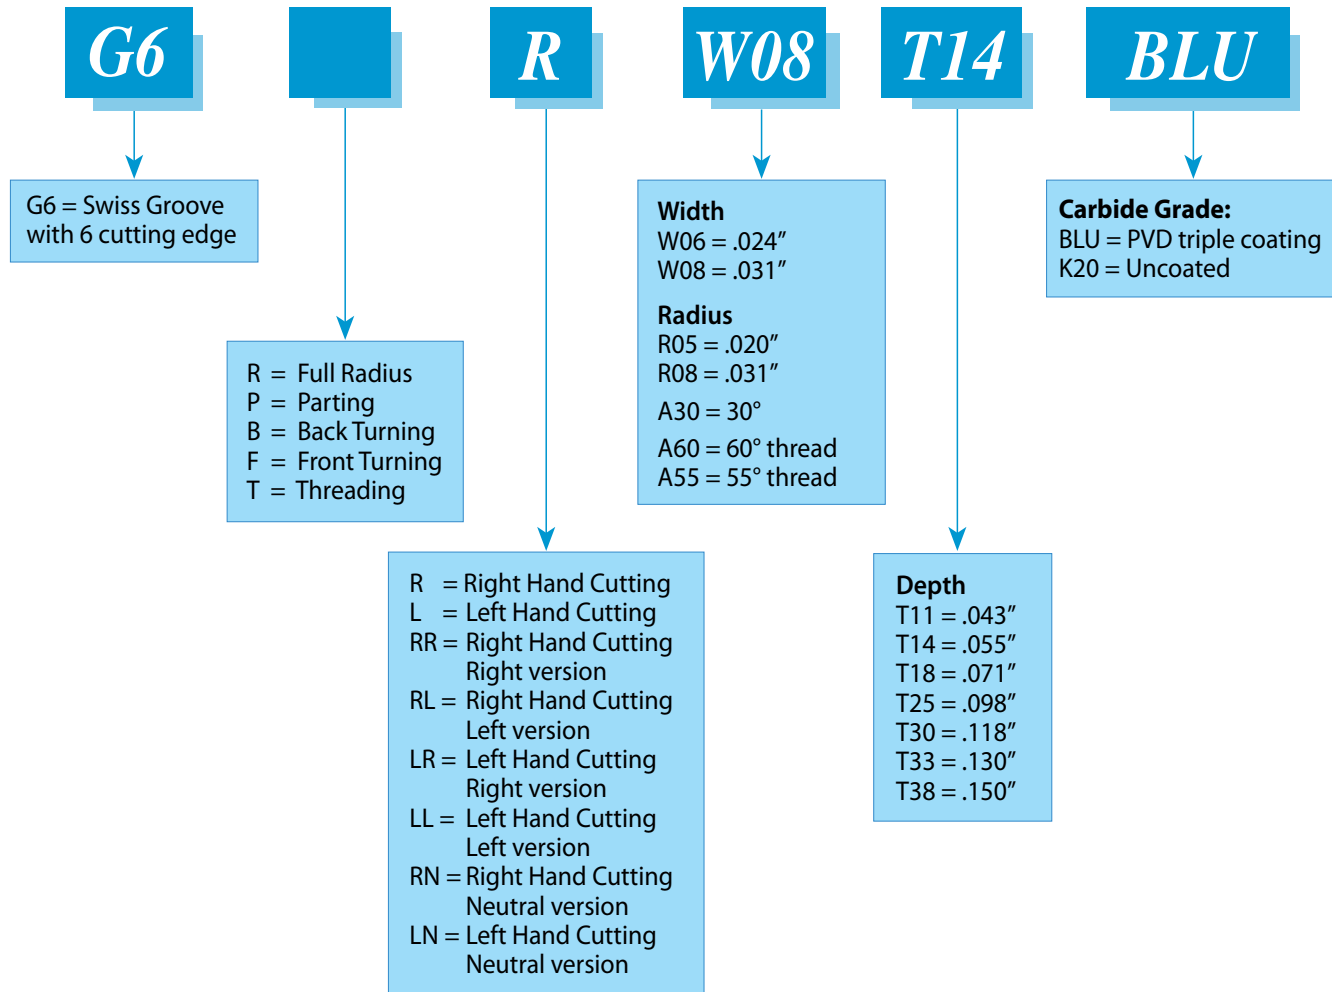 G6 R W08 T14 BLU
G6 = Swiss Groove
with 6 cutting edge
R = Full Radius
P = Parting
B = Back Turning
F = Front Turning
T = Threading
R = Right Hand Cutting
L = Left Hand Cutting
RR = Right Hand Cutting
Right version
RL = Right Hand Cutting
Left version
LR = Left Hand Cutting
Right version
LL = Left Hand Cutting
Left version
RN = Right Hand Cutting
Neutral version
LN = Left Hand Cutting
Neutral version
Width
W06 = .024″
W08 = .031″
Radius
R05 = .020″
R08 = .031″
A30 = 30°
A60 = 60° thread
A55 = 55° thread
Depth
T11 = .043″
T14 = .055″
T18 = .071″
T25 = .098″
T30 = .118″
T33 = .130″
T38 = .150″
Carbide Grade:
BLU = PVD triple coating
K20 = Uncoated